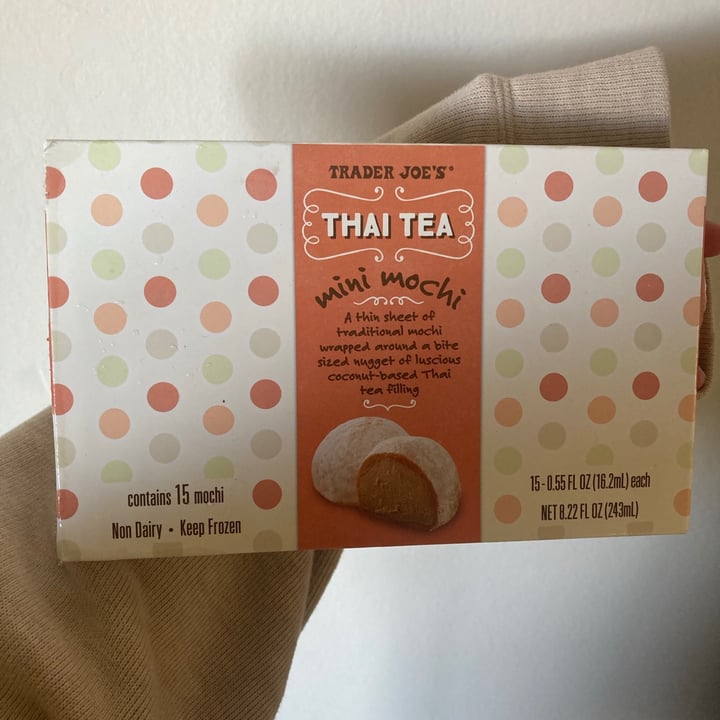 TRADER JOE'S®
THAI TEA
mini mochi
A thin sheet of
traditional mochi
wrapped around a bite
sized nugget of luscious
coconut-based Thai
tea filling
contains 15 mochi
Non Dairy • Keep Frozen
15 - 0.55 FL OZ (16.2mL) each
NET 8.22 FL OZ (243mL)